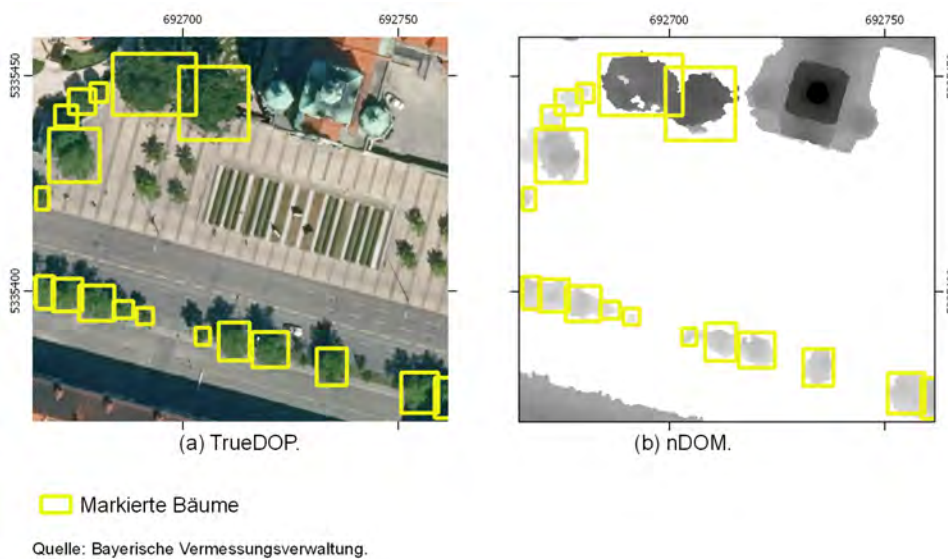 692700 692750 692700 692750
5335450
5335400
(a) TrueDOP. (b) nDOM.
Markierte Bäume
Quelle: Bayerische Vermessungsverwaltung.